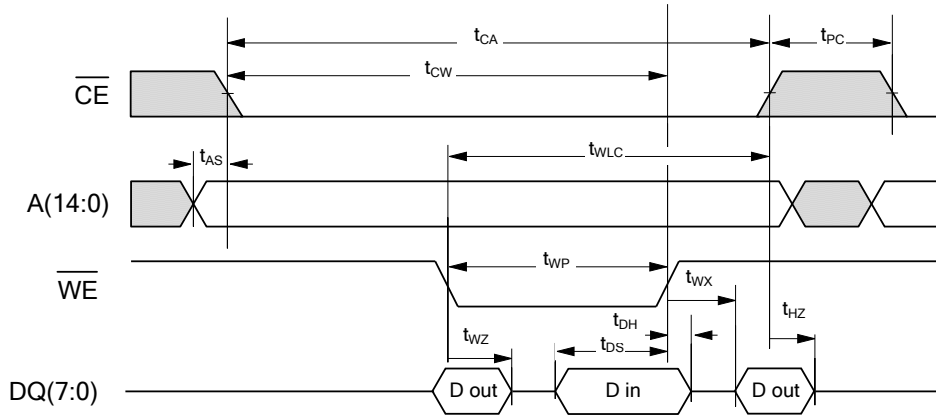 tCA
tPC
CE
tCW
tAS
tWLC
A(14:0)
WE
tWP
tWX
tDH
tHZ
tWZ
tDS
DQ(7:0)
D out
D in
D out